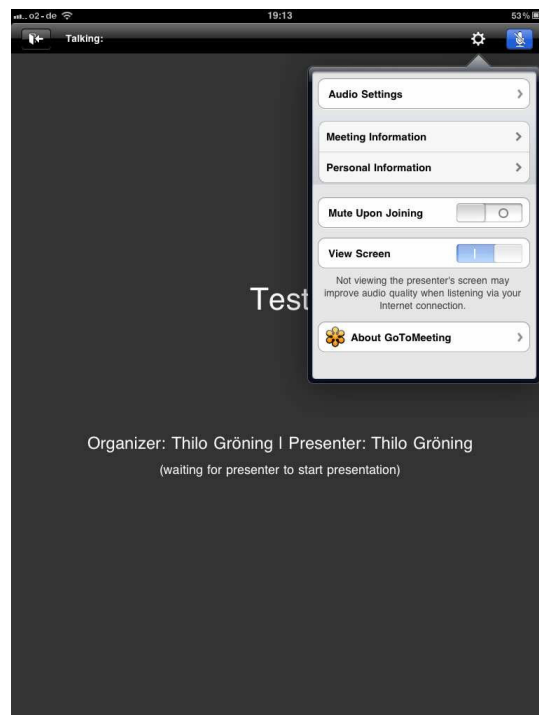 o2-de 19:13 53%
Talking:
Audio Settings
Meeting Information
Personal Information
Mute Upon Joining
View Screen
Not viewing the presenter's screen may
improve audio quality when listening via your
Internet connection.
Test
About GoToMeeting
Organizer: Thilo Gröning | Presenter: Thilo Gröning
(waiting for presenter to start presentation)